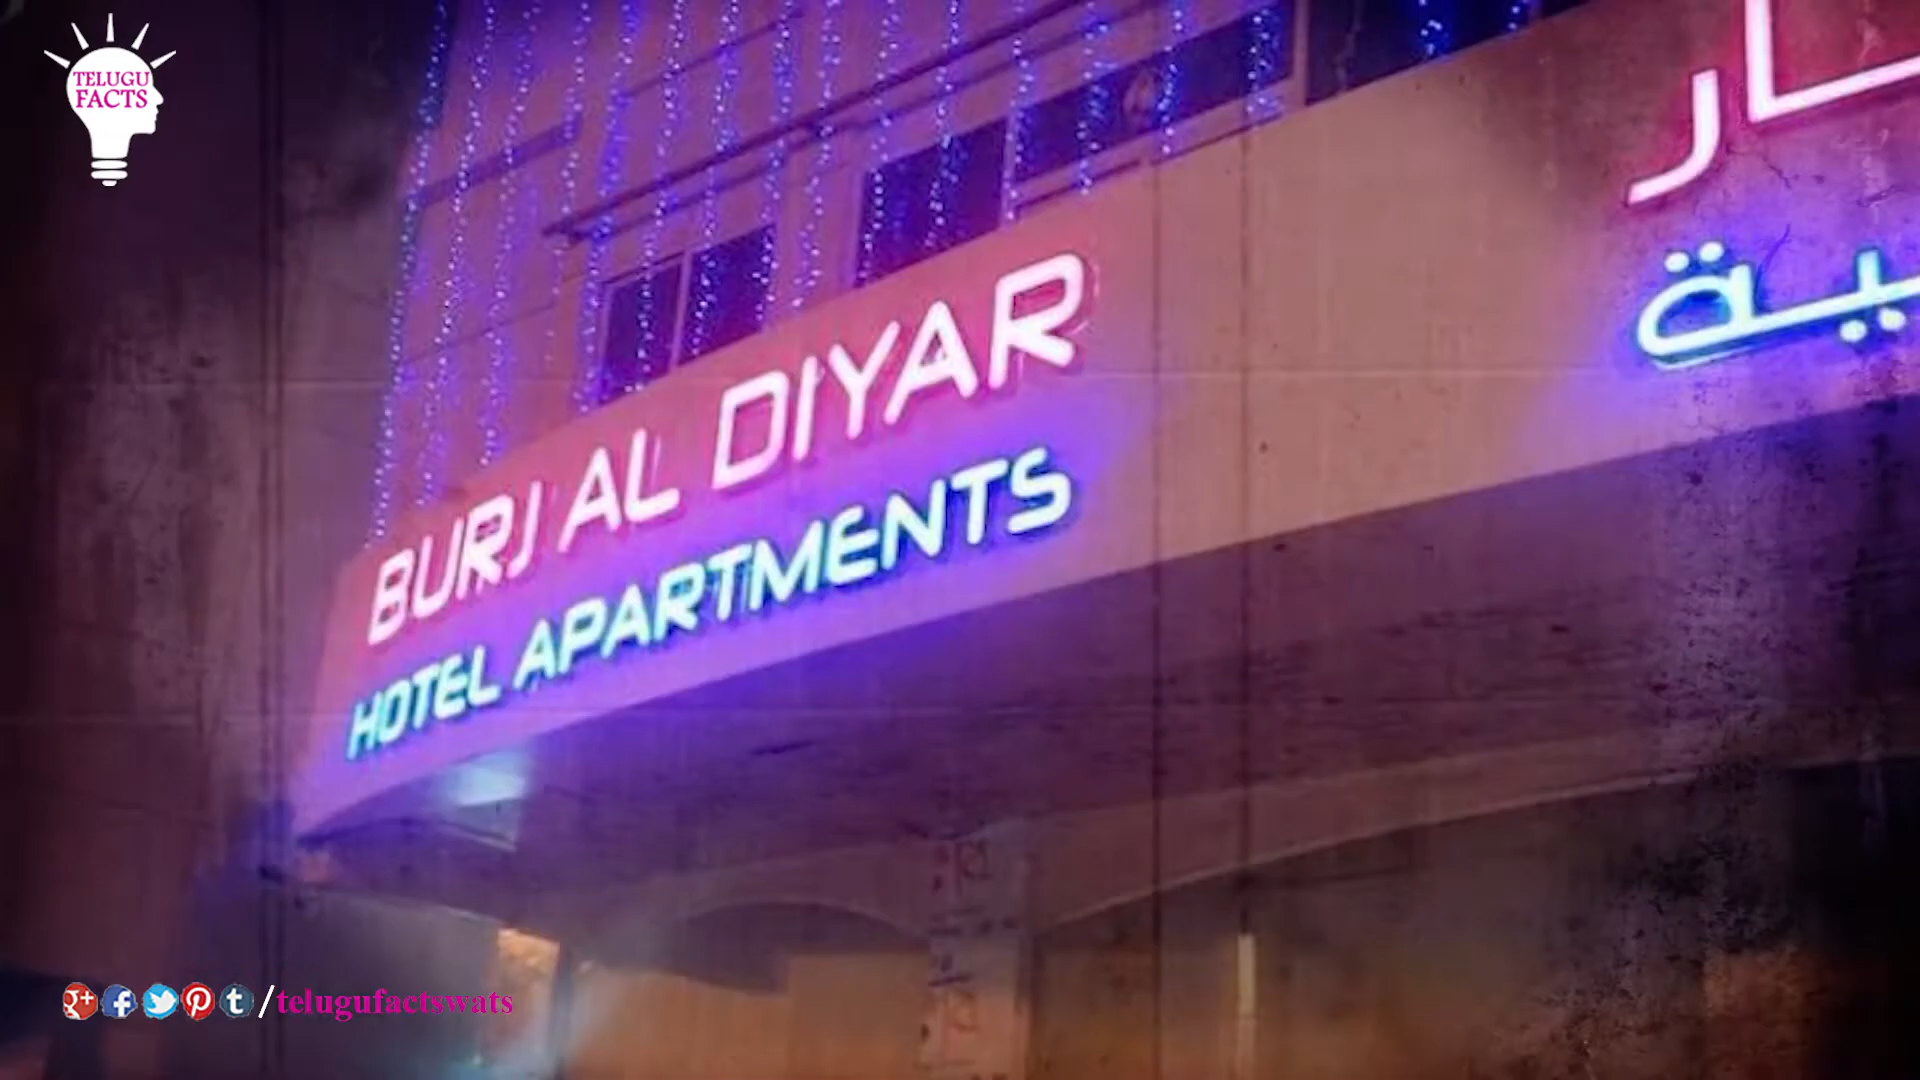 TELUGU
FACTS
BURJ AL DIYAR
HOTEL APARTMENTS
/telugufactswats